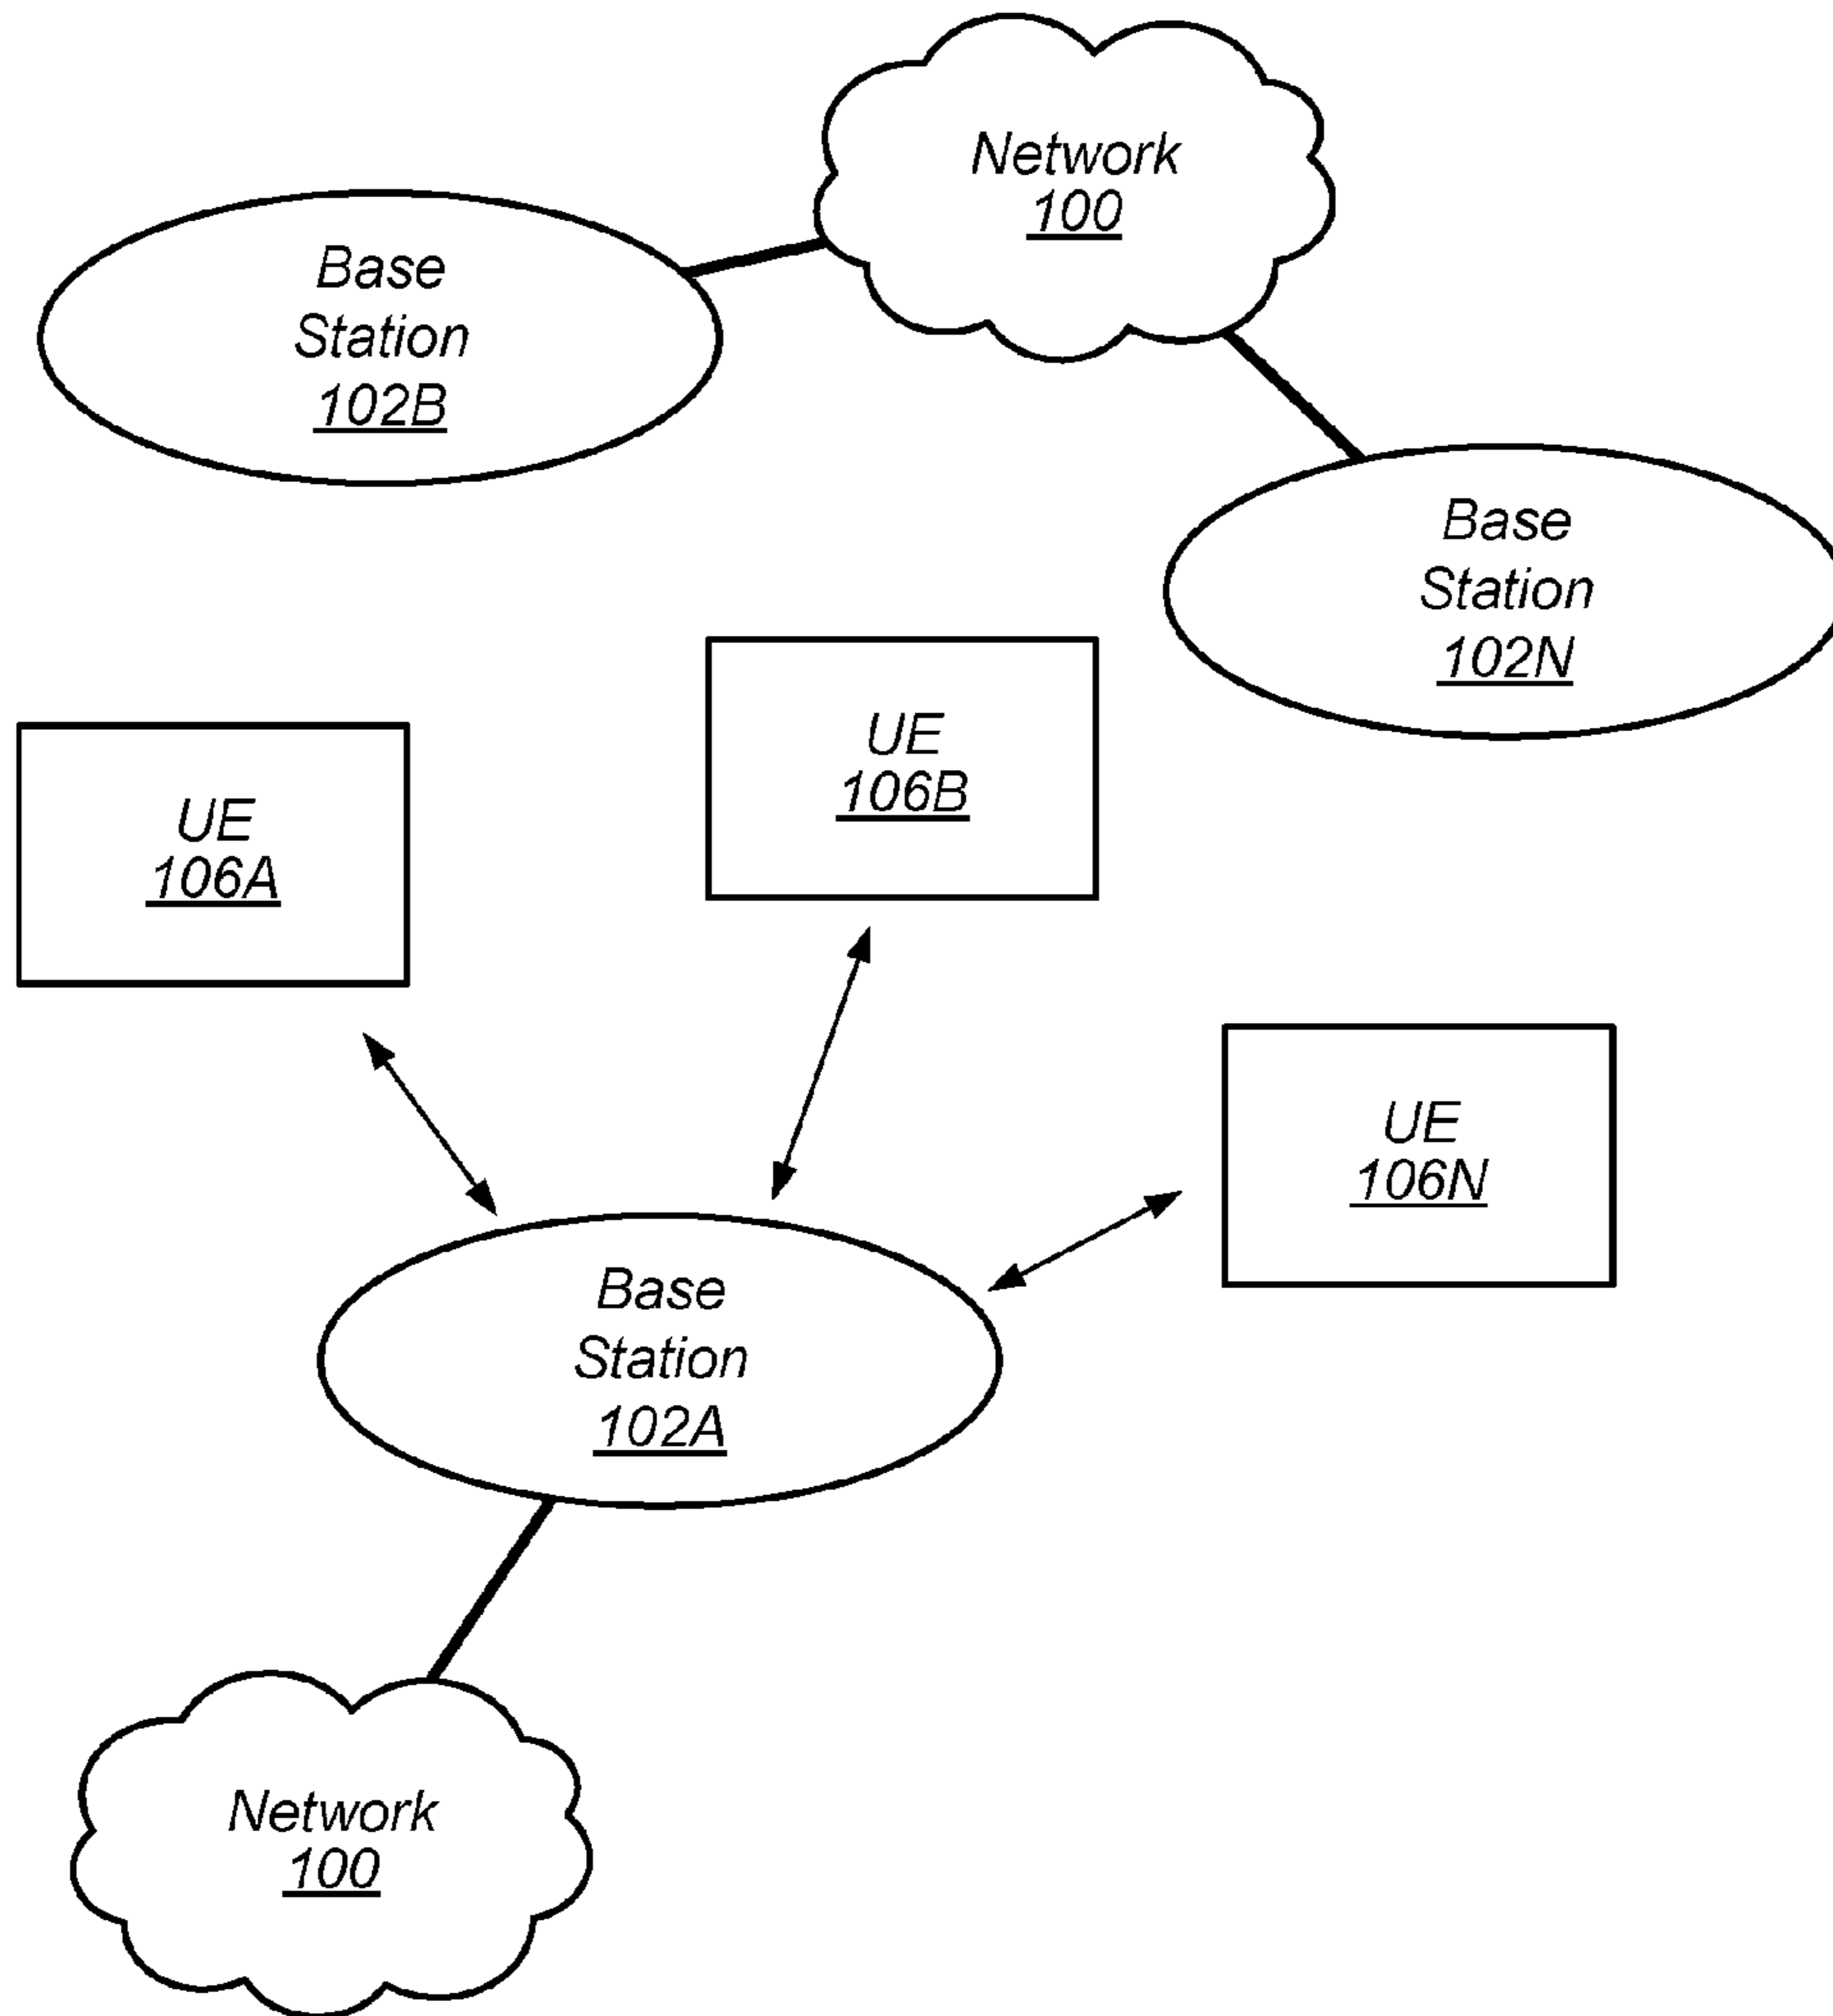 Network
100
Base
Station
102B
Base
Station
102N
UE
106B
UE
106A
UE
106N
Base
Station
102A
Network
100